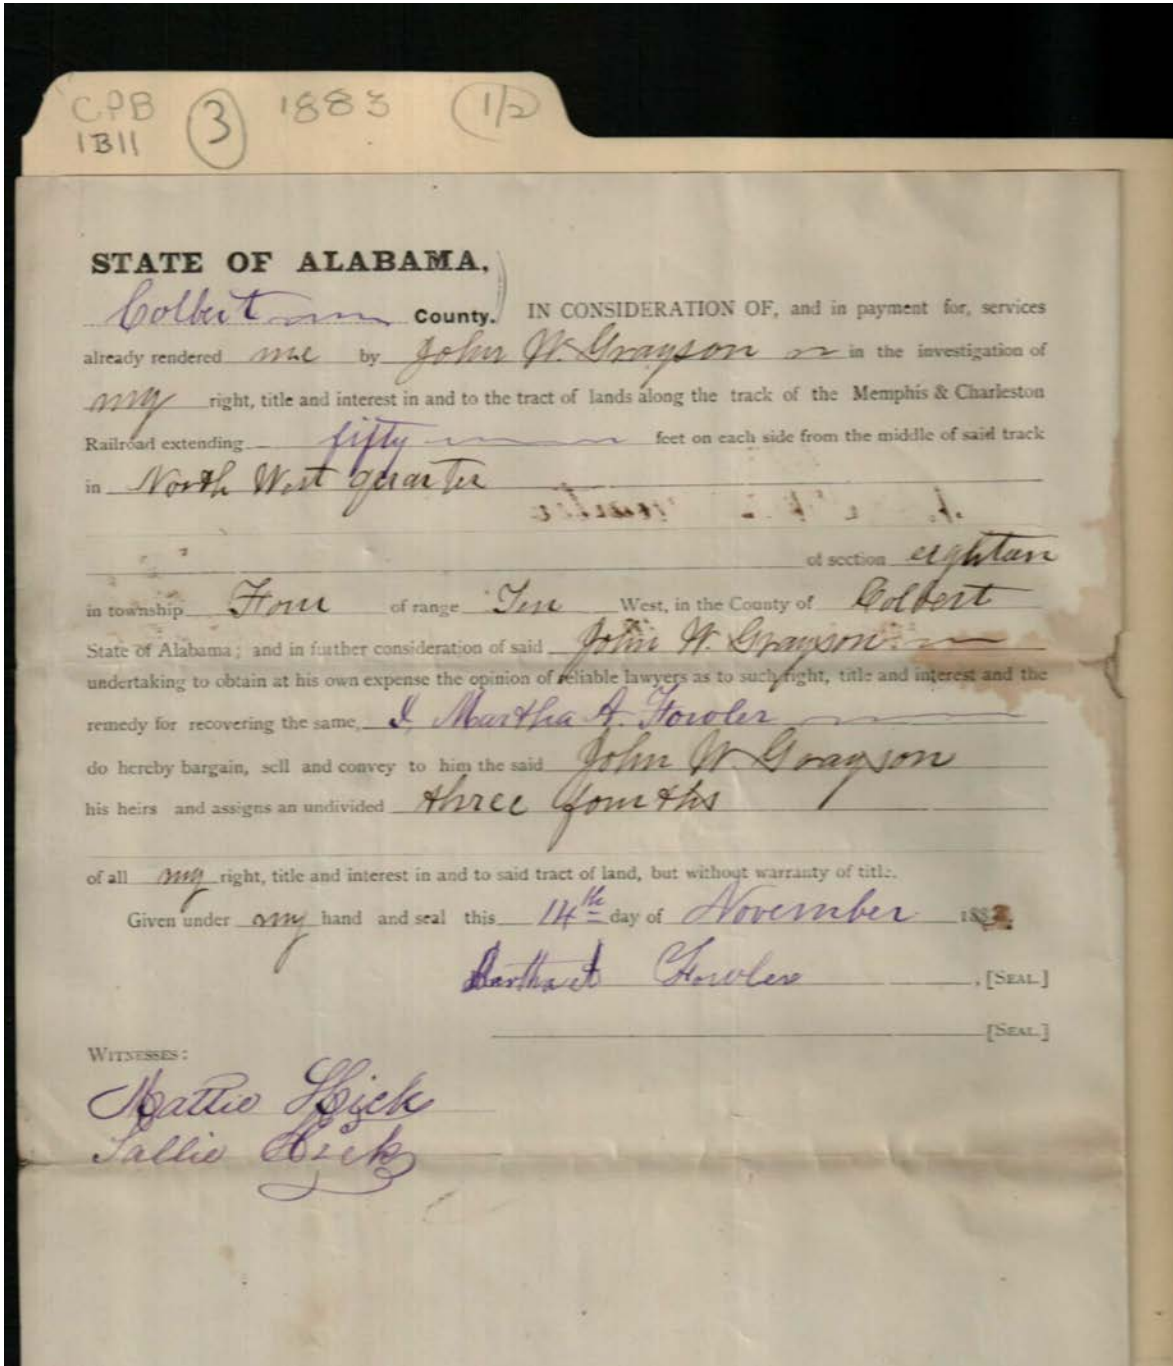 CPB 3 1883 1/2
1B11
STATE OF ALABAMA,
Colbert County. IN CONSIDERATION OF, and in payment for, services
already rendered me by John W. Grayson in the investigation of
my right, title and interest in and to the tract of lands along the track of the Memphis & Charleston
Railroad extending fifty feet on each side from the middle of said track
in North West quarter
of section eighteen
in township Four of range Ten West, in the County of Colbert
State of Alabama; and in further consideration of said John W. Grayson
undertaking to obtain at his own expense the opinion of reliable lawyers as to such right, title and interest and the
remedy for recovering the same, I Martha A. Fowler
do hereby bargain, sell and convey to him the said John W. Grayson
his heirs and assigns an undivided three fourths
of all my right, title and interest in and to said tract of land, but without warranty of title.
Given under my hand and seal this 14th day of November 188
Martha A Fowler, [SEAL.]
[SEAL.]
WITNESSES:
Mattie Hick
Sallie Hick